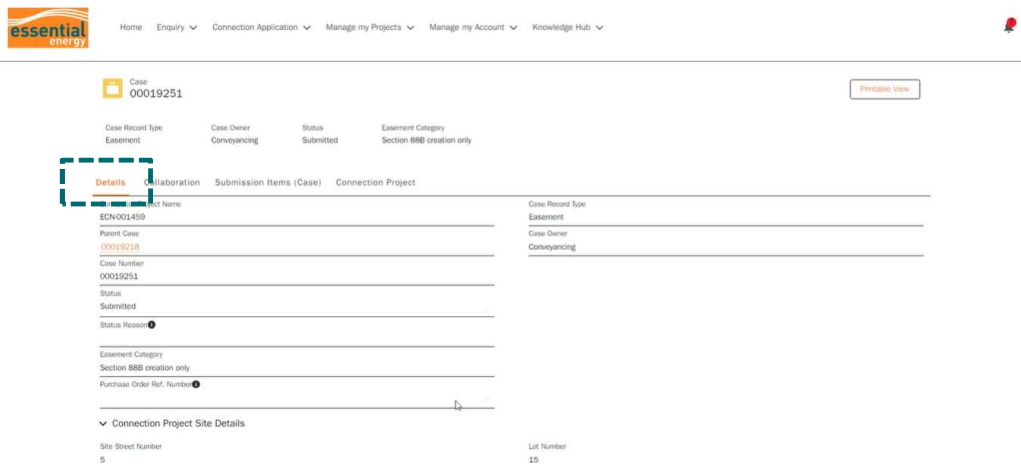 essential
energy
Home Enquiry Connection Application Manage my Projects Manage my Account Knowledge Hub
Case
00019251
Printable View
Case Record Type Case Owner Status Easement Category
Easement Conveyancing Submitted Section 88B creation only
Details Collaboration Submission Items (Case) Connection Project
Connection Project Name Case Record Type
ECN-001459 Easement
Parent Case Case Owner
00019218 Conveyancing
Case Number
00019251
Status
Submitted
Status Reason
Easement Category
Section 88B creation only
Purchase Order Ref. Number
Connection Project Site Details
Site Street Number Lot Number
5 15